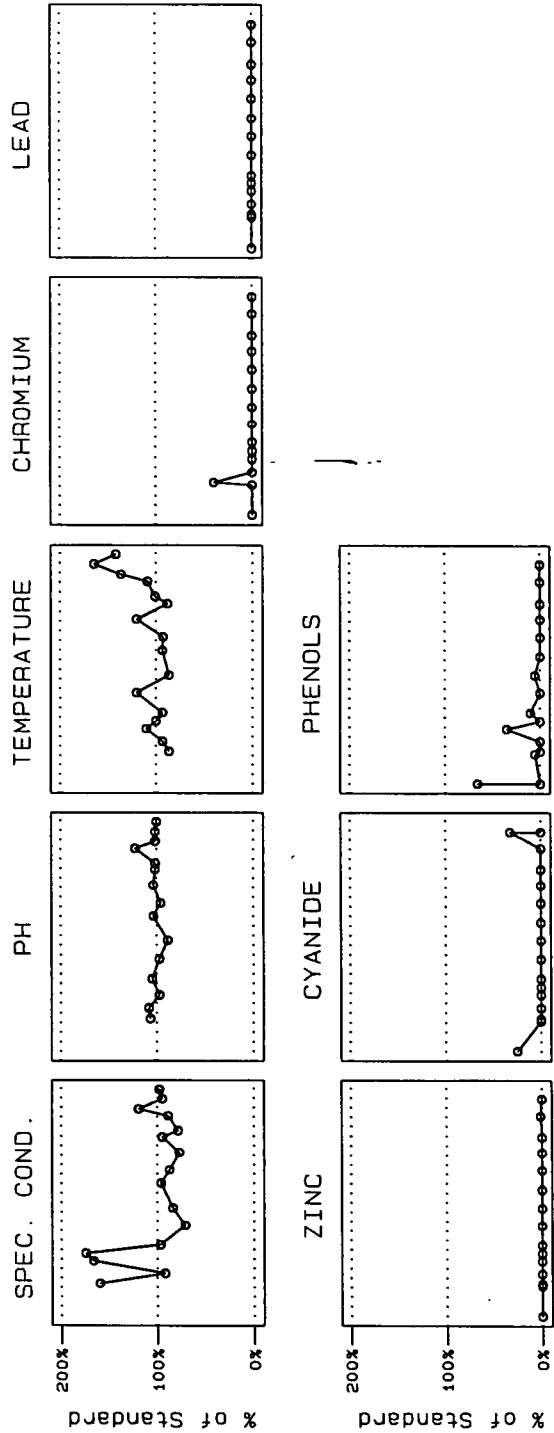 SPEC. COND.
PH
TEMPERATURE
CHROMIUM
LEAD
200%
100%
0%
% of Standard
ZINC
CYANIDE
PHENOLS
200%
100%
0%
% of Standard